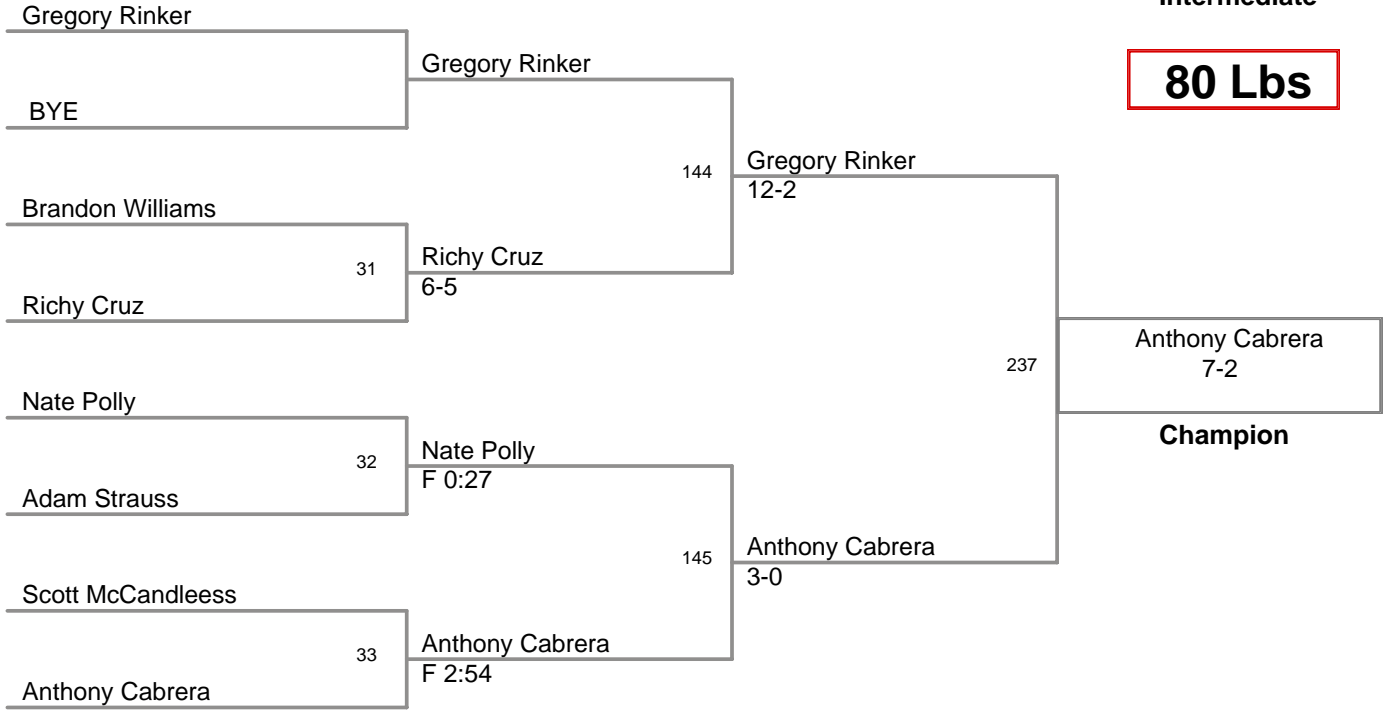 Intermediate
80 Lbs
Gregory Rinker
BYE
Brandon Williams
31
Richy Cruz
Nate Polly
32
Adam Strauss
Scott McCandleess
33
Anthony Cabrera
Gregory Rinker
144
Richy Cruz
6-5
Nate Polly
F 0:27
145
Anthony Cabrera
F 2:54
Gregory Rinker
12-2
237
Anthony Cabrera
3-0
Anthony Cabrera
7-2
Champion